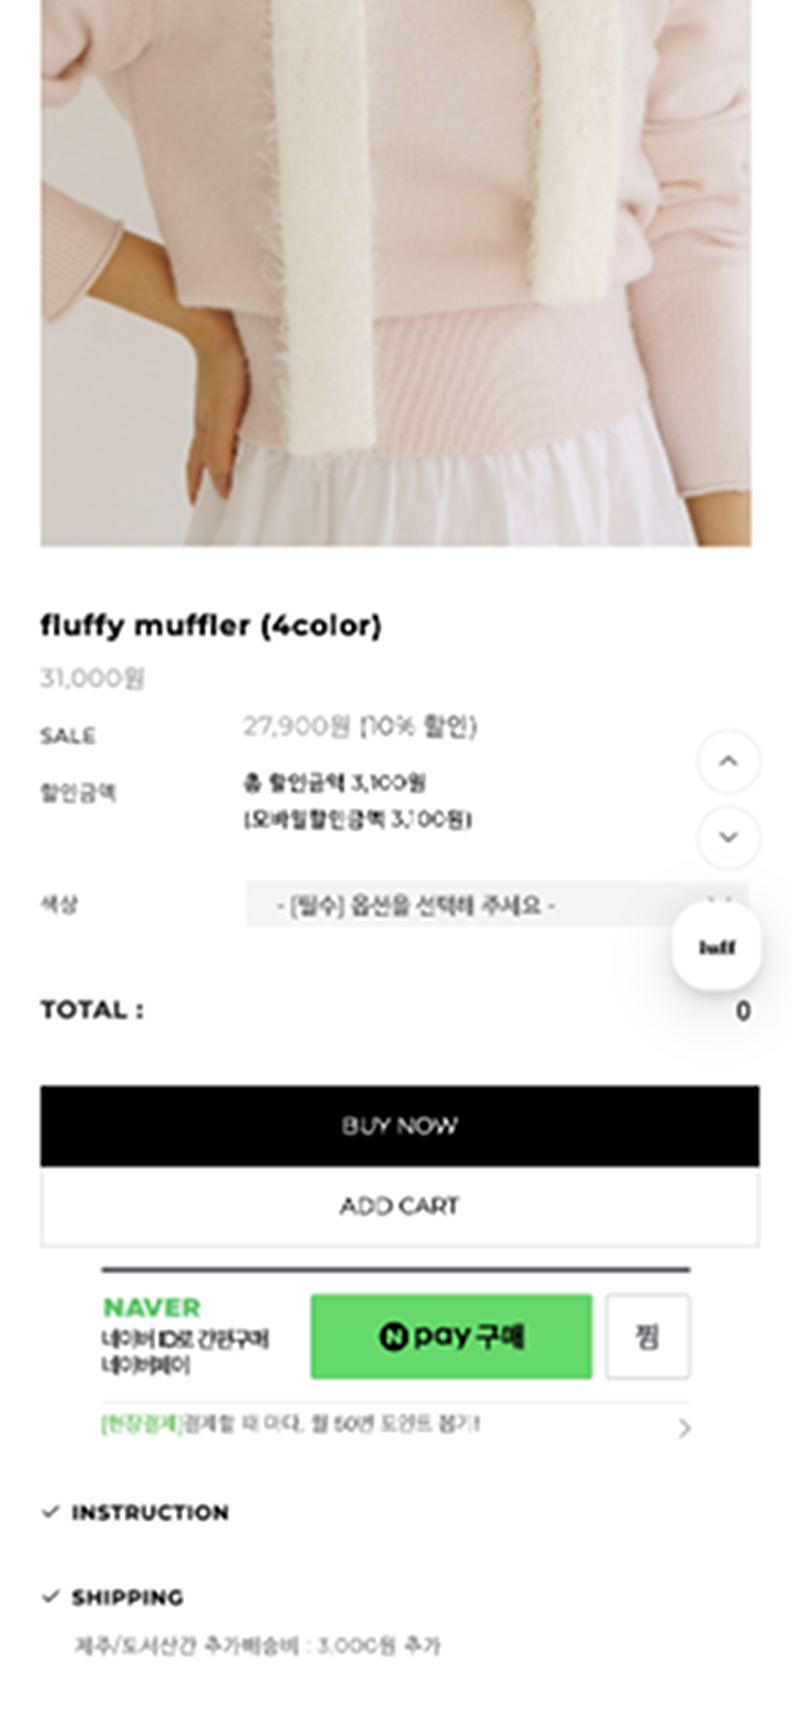 fluffy muffler (4color)
31,000원
SALE
27,900원 (10% 할인)
할인금액
총 할인금액 3,100원
(모바일할인금액 3,100원)
색상
- [필수] 옵션을 선택해 주세요 -
luff
TOTAL :
0
BUY NOW
ADD CART
NAVER
네이버 ID로 간편구매
네이버페이
N pay 구매
찜
[현장결제]결제할 때 마다, 월 50번 포인트 뽑기!
INSTRUCTION
SHIPPING
제주/도서산간 추가배송비 : 3,000원 추가